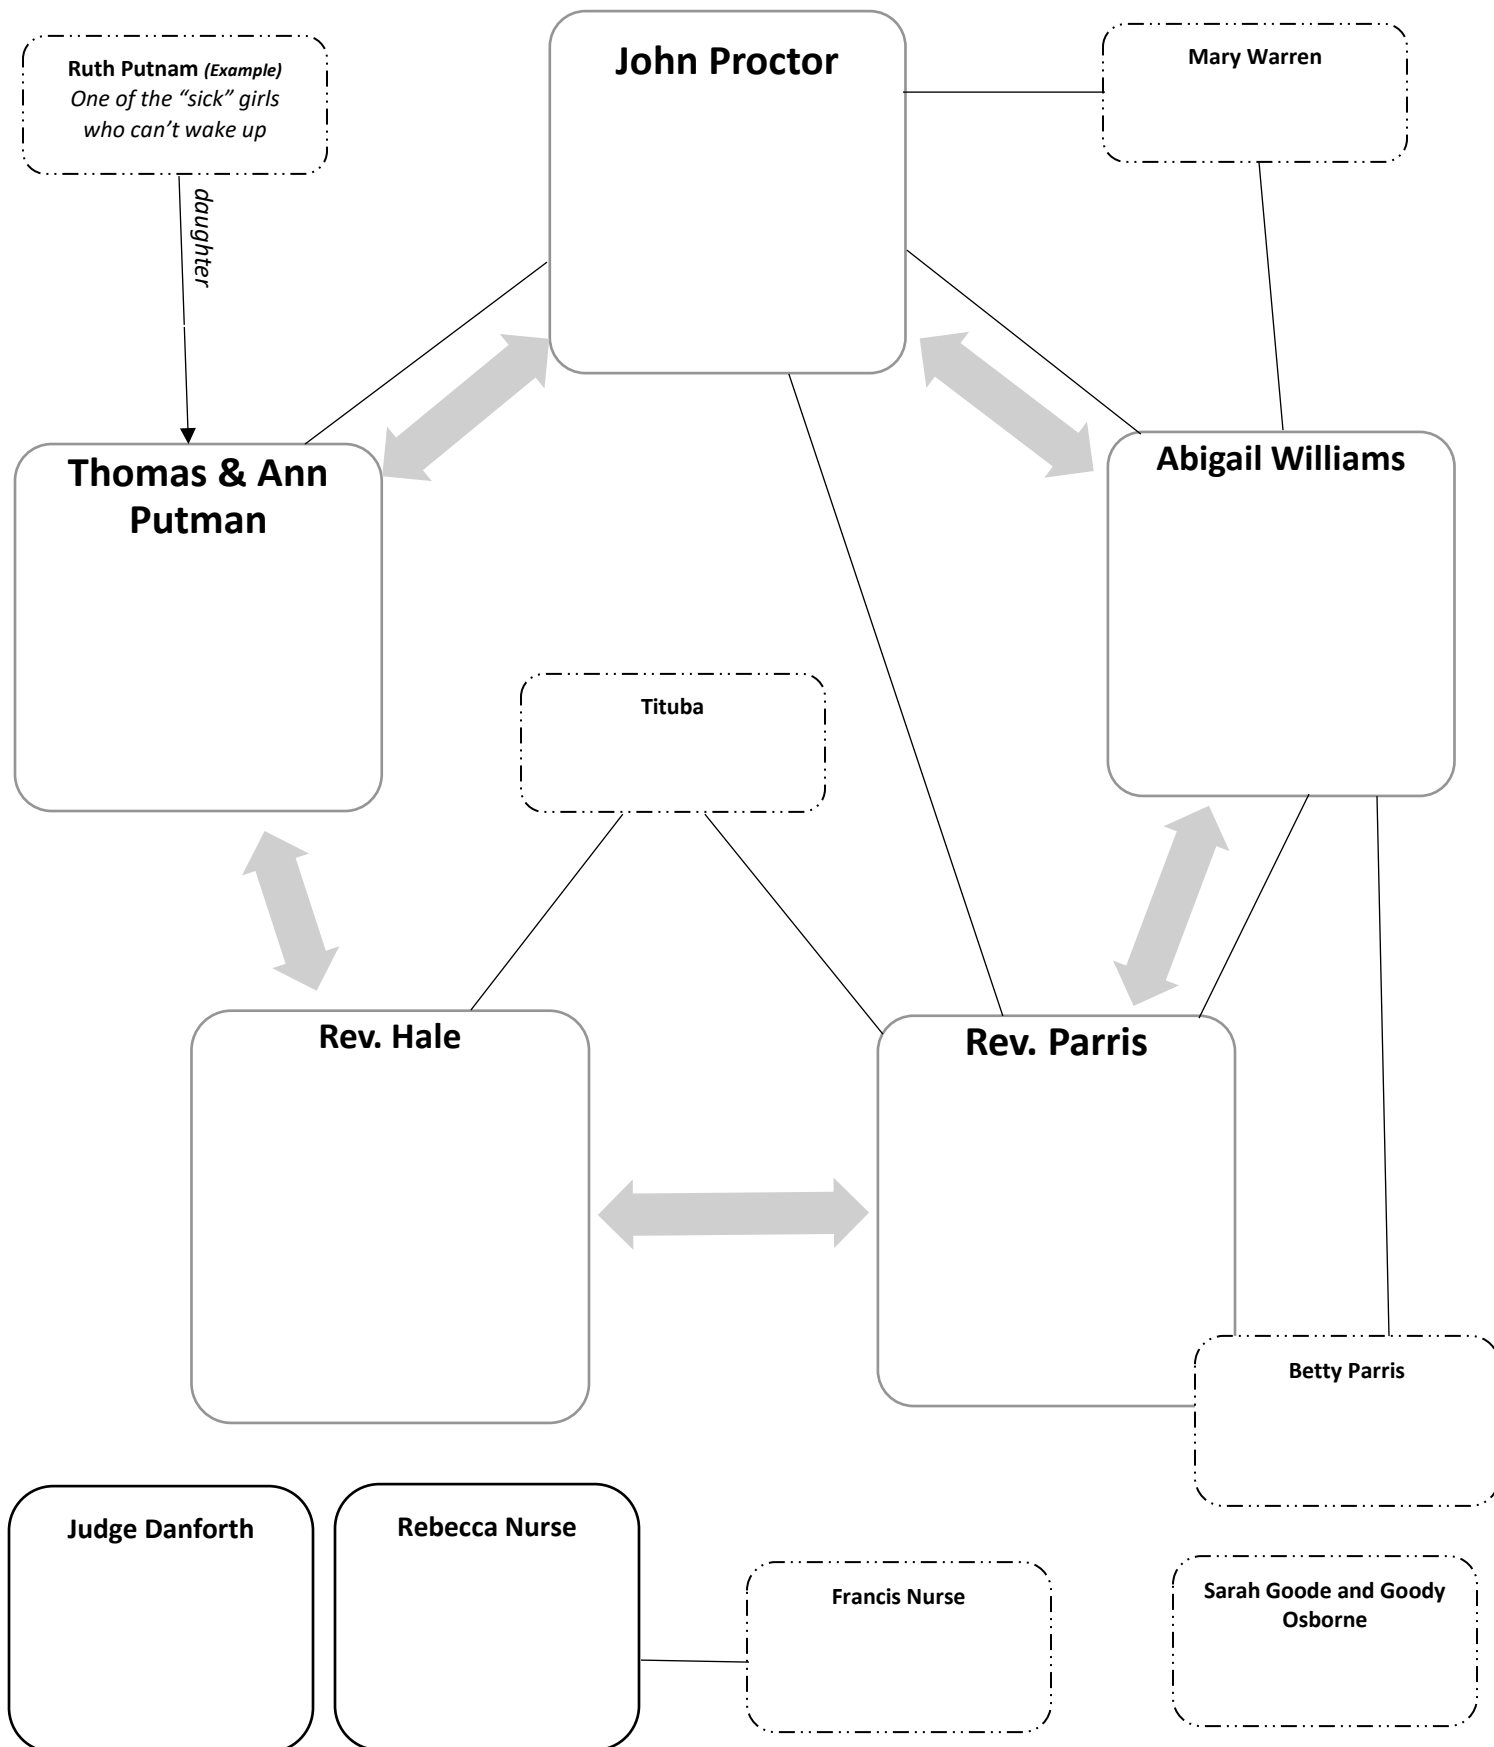 John Proctor
Mary Warren
Ruth Putnam (Example)
One of the “sick” girls
who can’t wake up
daughter
Thomas & Ann
Putman
Abigail Williams
Tituba
Rev. Hale
Rev. Parris
Betty Parris
Judge Danforth
Rebecca Nurse
Francis Nurse
Sarah Goode and Goody
Osborne